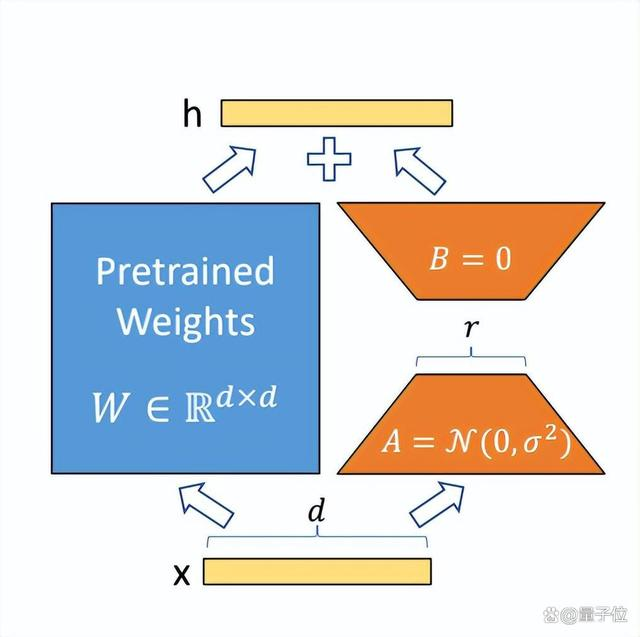 h
Pretrained
Weights
W ∈ ℝ^{d×d}
B = 0
r
A = 𝒩(0, σ²)
d
x
@量子位